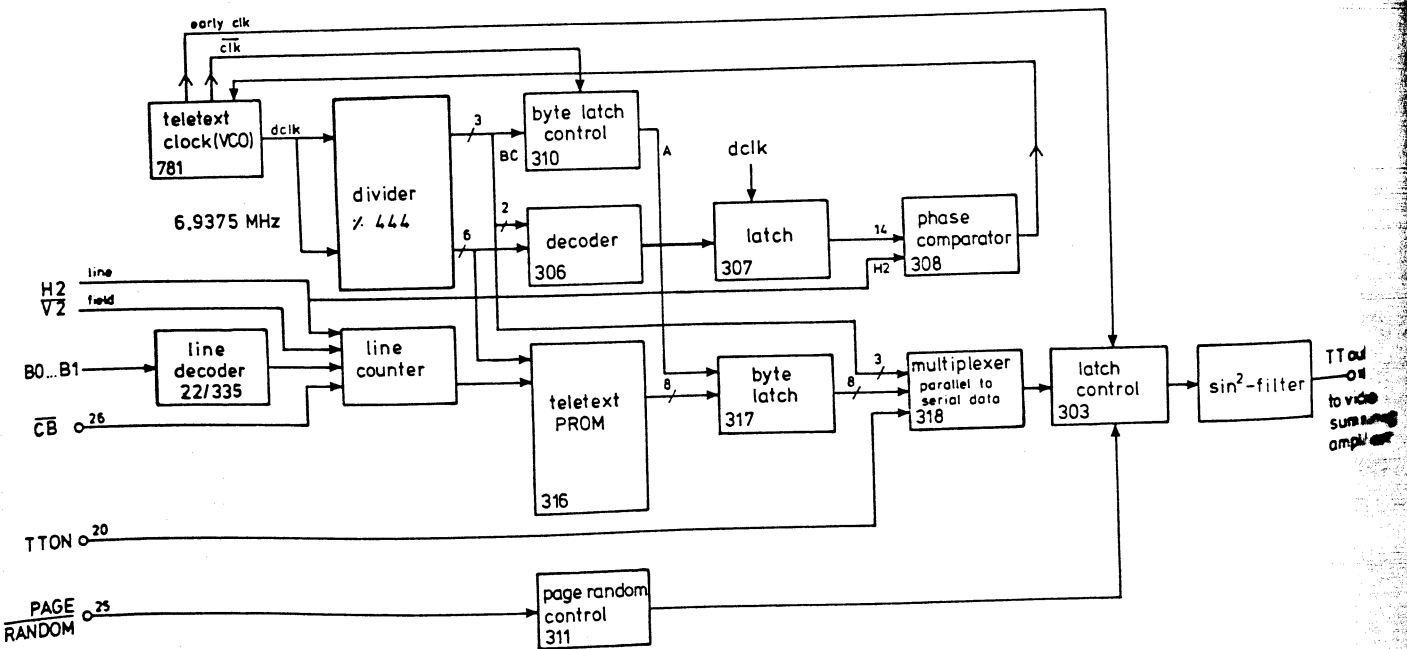 early clk
clk
teletext
clock(VCO)
781
dclk
6.9375 MHz
divider
% 444
3
BC
byte latch
control
310
A
2
6
decoder
306
dclk
latch
307
14
H2
phase
comparator
308
H2
line
V2
field
B0...B1
line
decoder
22/335
line
counter
CB
26
teletext
PROM
316
8
byte
latch
317
8
3
multiplexer
parallel to
serial data
318
latch
control
303
sin²-filter
TT out
to video
summing
amplifier
TTON
20
PAGE
RANDOM
25
page random
control
311